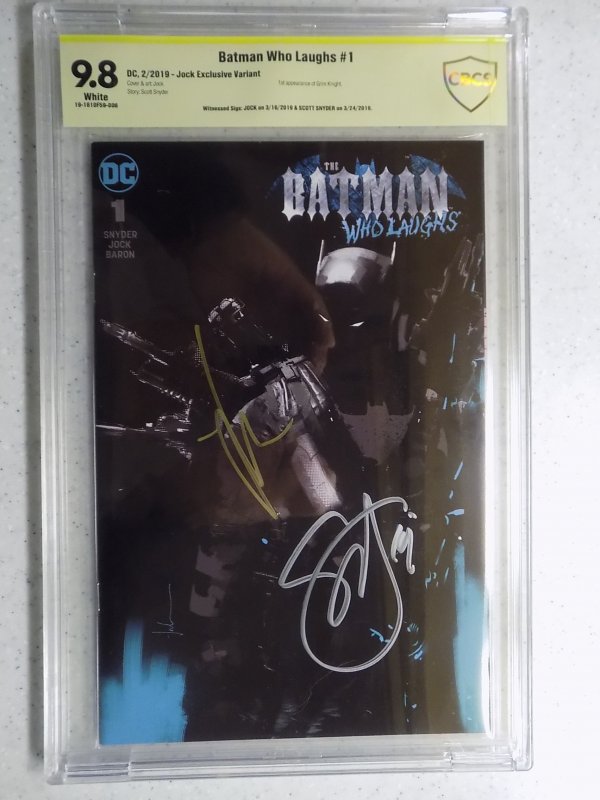 Batman Who Laughs #1
9.8
White
19-1810F59-008
DC, 2/2019 - Jock Exclusive Variant
Cover & art Jock
Story: Scott Snyder
1st appearance of Grim Knight.
Witnessed Sigs: JOCK on 3/16/2019 & SCOTT SNYDER on 3/24/2019.
CBCS
DC
1
SNYDER
JOCK
BARON
THE
BATMAN
WHO LAUGHS